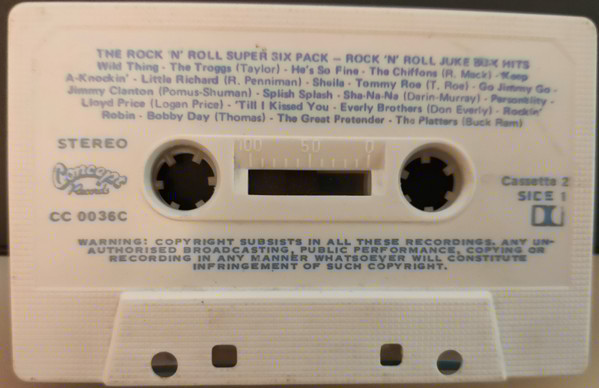 THE ROCK 'N' ROLL SUPER SIX PACK – ROCK 'N' ROLL JUKE BOX HITS
Wild Thing - The Troggs (Taylor) - He's So Fine - The Chiffons (R. Mack) - 'Keep
A-Knockin' - Little Richard (R. Penniman) - Sheila - Tommy Roe (T. Roe) - Go Jimmy Go -
Jimmy Clanton (Pomus-Shuman) - Splish Splash - Sha-Na-Na (Darin-Murray) - Personality -
Lloyd Price (Logan Price) - 'Till I Kissed You - Everly Brothers (Don Everly) - Rockin'
Robin - Bobby Day (Thomas) - The Great Pretender - The Platters (Buck Ram)
STEREO
100 50 0
Concept
Records
CC 0036C
Cassette 2
SIDE 1
WARNING: COPYRIGHT SUBSISTS IN ALL THESE RECORDINGS. ANY UN-
AUTHORISED BROADCASTING, PUBLIC PERFORMANCE, COPYING OR
RECORDING IN ANY MANNER WHATSOEVER WILL CONSTITUTE
INFRINGEMENT OF SUCH COPYRIGHT.